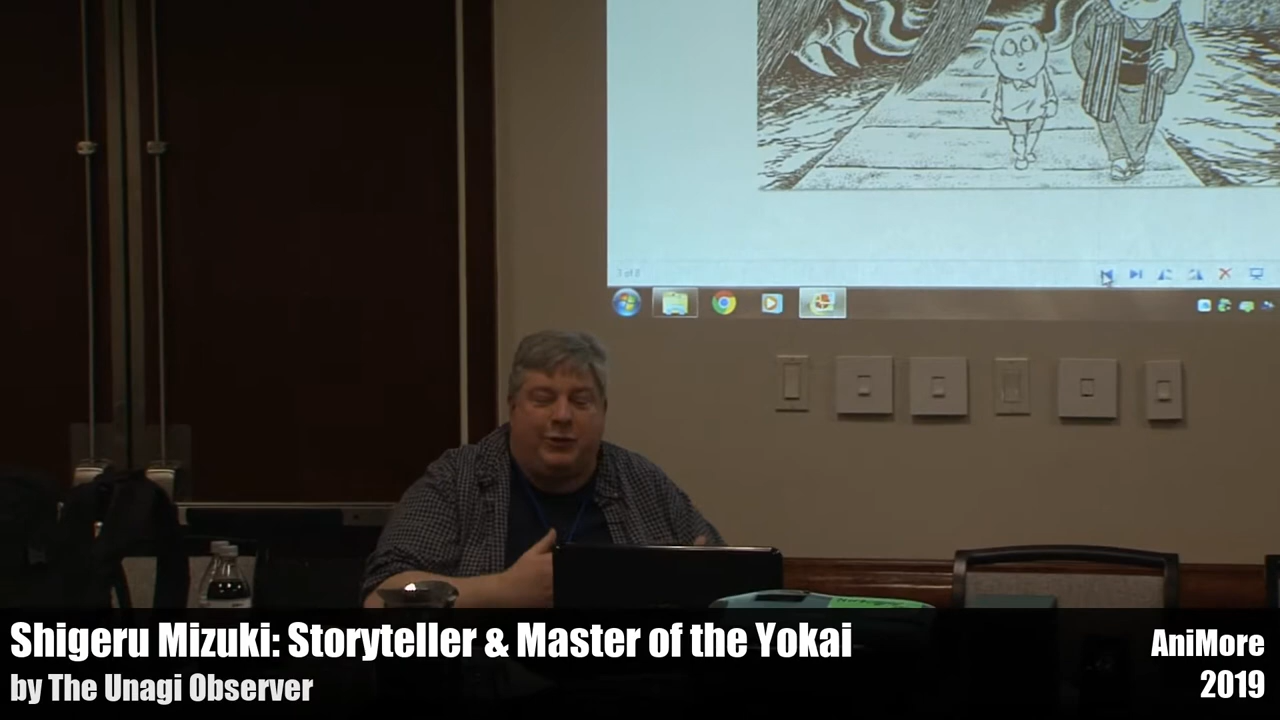 Shigeru Mizuki: Storyteller & Master of the Yokai
by The Unagi Observer
AniMore
2019